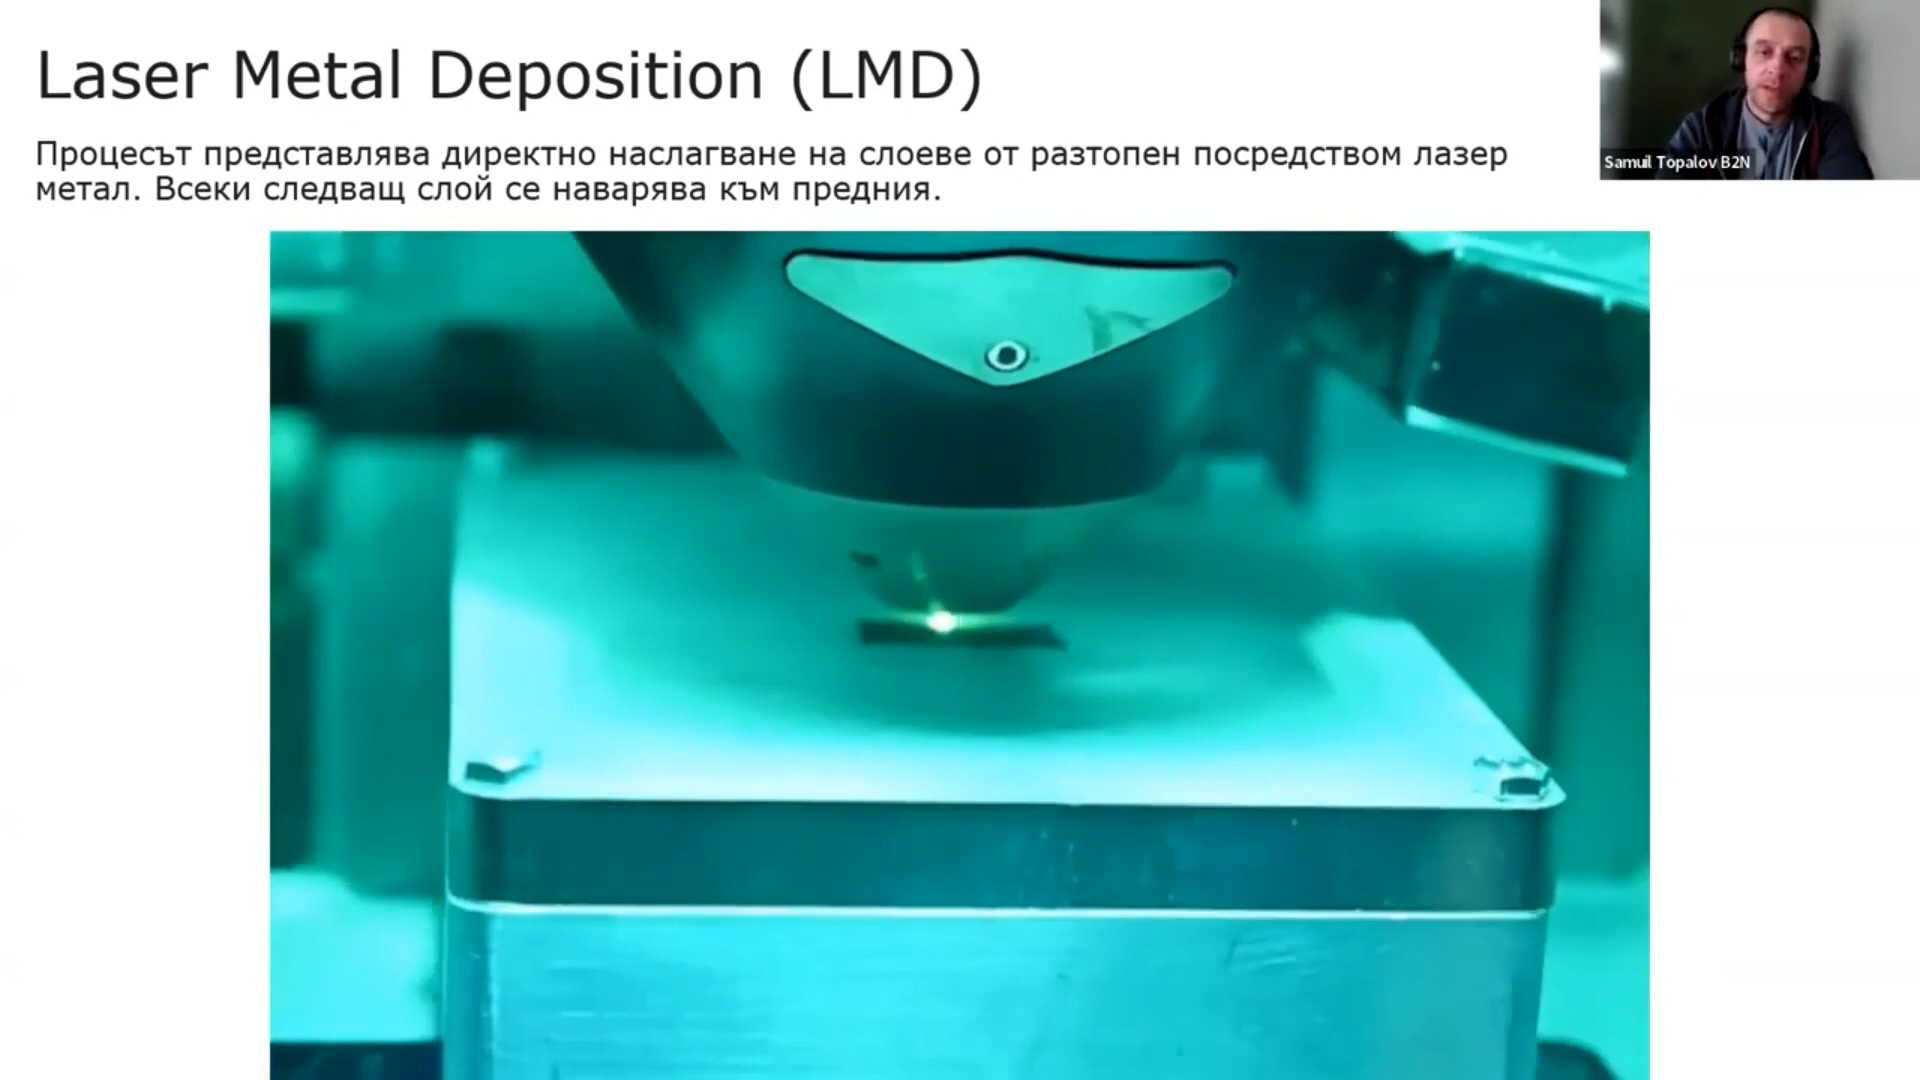 Laser Metal Deposition (LMD)
Процесът представлява директно наслагване на слоеве от разтопен посредством лазер
метал. Всеки следващ слой се наварява към предния.
Samuil Topalov B2N